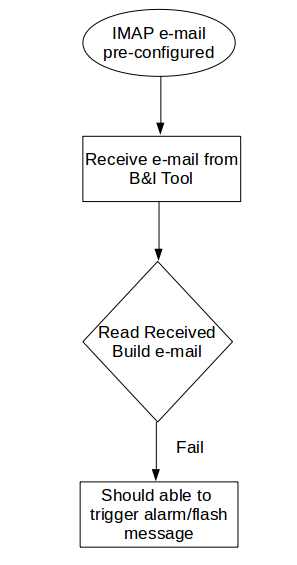 IMAP e-mail
pre-configured
Receive e-mail from
B&I Tool
Read Received
Build e-mail
Fail
Should able to
trigger alarm/flash
message